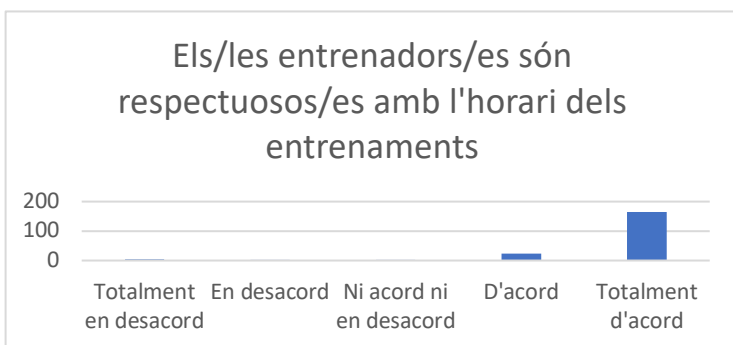 Els/les entrenadors/es són
respectuosos/es amb l'horari dels
entrenaments
200
100
0
Totalment en desacord
En desacord
Ni acord ni en desacord
D'acord
Totalment d'acord